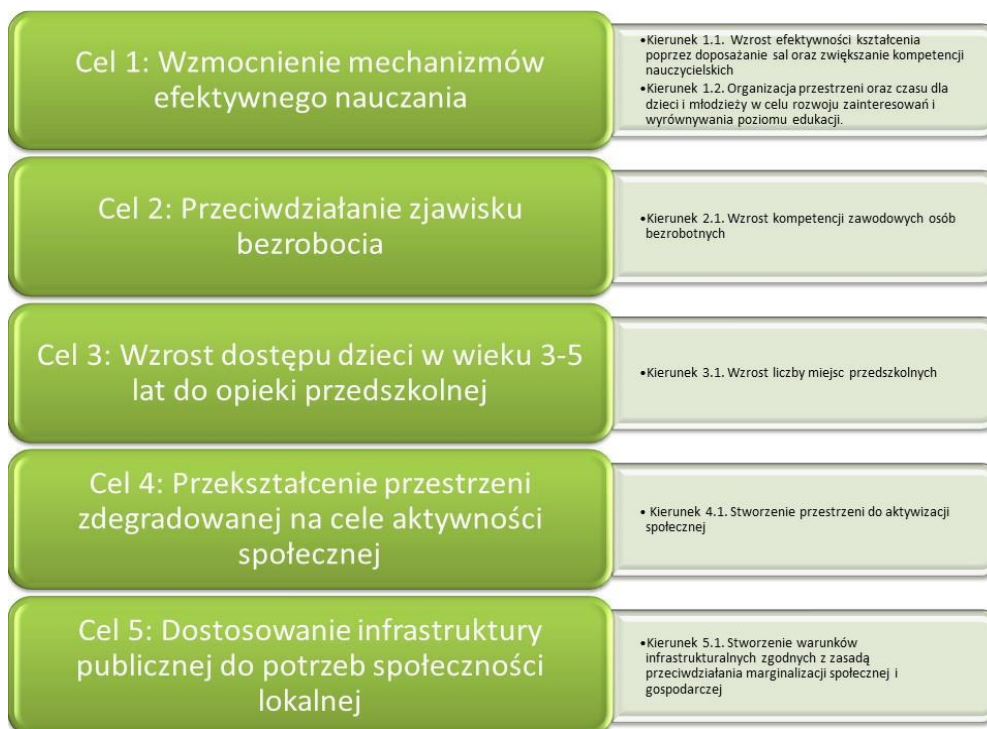 Cel 1: Wzmocnienie mechanizmów
efektywnego nauczania
•Kierunek 1.1. Wzrost efektywności kształcenia
poprzez doposażanie sal oraz zwiększanie kompetencji
nauczycielskich
•Kierunek 1.2. Organizacja przestrzeni oraz czasu dla
dzieci i młodzieży w celu rozwoju zainteresowań i
wyrównywania poziomu edukacji.
Cel 2: Przeciwdziałanie zjawisku
bezrobocia
•Kierunek 2.1. Wzrost kompetencji zawodowych osób
bezrobotnych
Cel 3: Wzrost dostępu dzieci w wieku 3-5
lat do opieki przedszkolnej
•Kierunek 3.1. Wzrost liczby miejsc przedszkolnych
Cel 4: Przekształcenie przestrzeni
zdegradowanej na cele aktywności
społecznej
• Kierunek 4.1. Stworzenie przestrzeni do aktywizacji
społecznej
Cel 5: Dostosowanie infrastruktury
publicznej do potrzeb społeczności
lokalnej
•Kierunek 5.1. Stworzenie warunków
infrastrukturalnych zgodnych z zasadą
przeciwdziałania marginalizacji społecznej i
gospodarczej